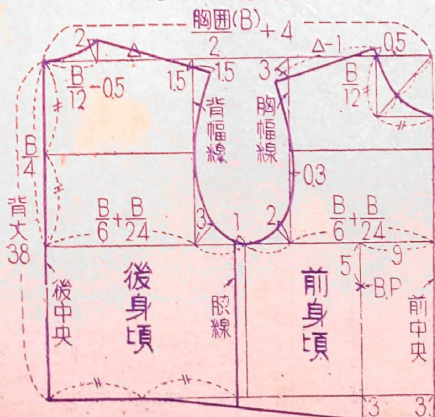 胸囲(B)/2 +4
2
△
△-1
0.5
B/12-0.5
1.5
1.5
3
B/12
背幅線
胸幅線
B/4
0.3
背丈
38
B/6+B/24
3
1
2
B/6+B/24
5
9
B.P
後中央
後身頃
脇線
前身頃
前中央
3
3